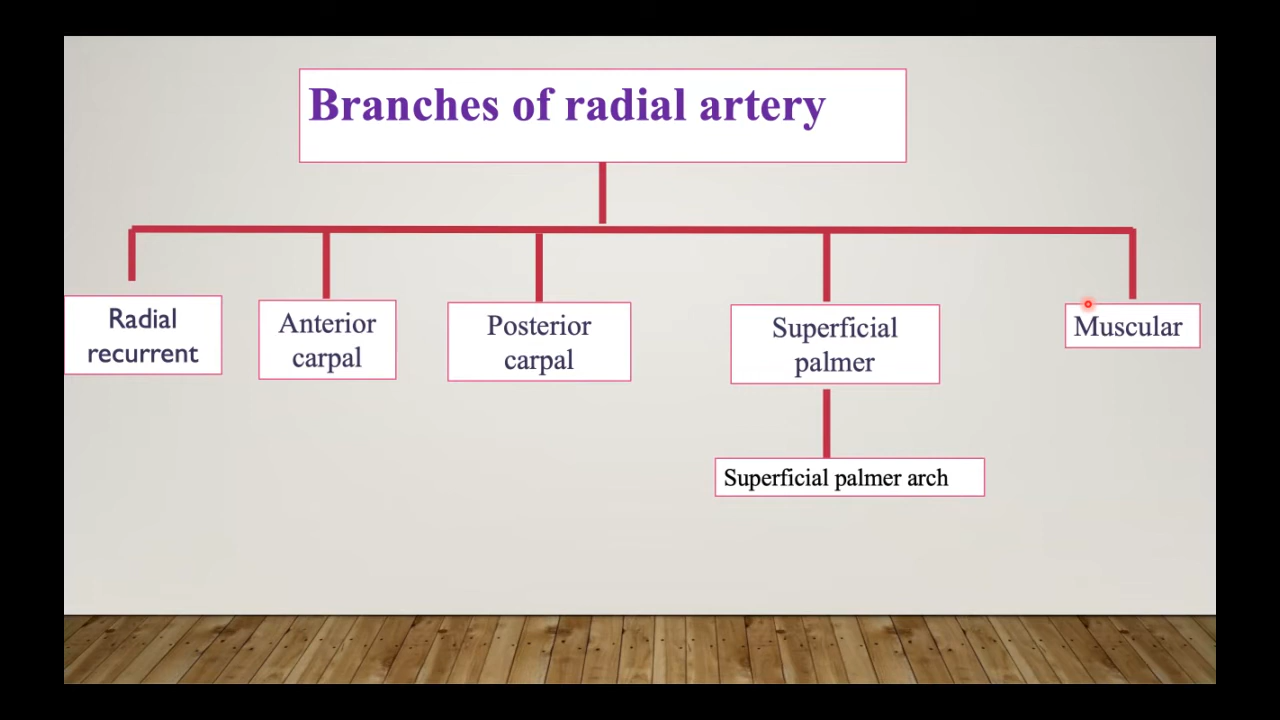 Branches of radial artery
Radial
recurrent
Anterior
carpal
Posterior
carpal
Superficial
palmer
Muscular
Superficial palmer arch